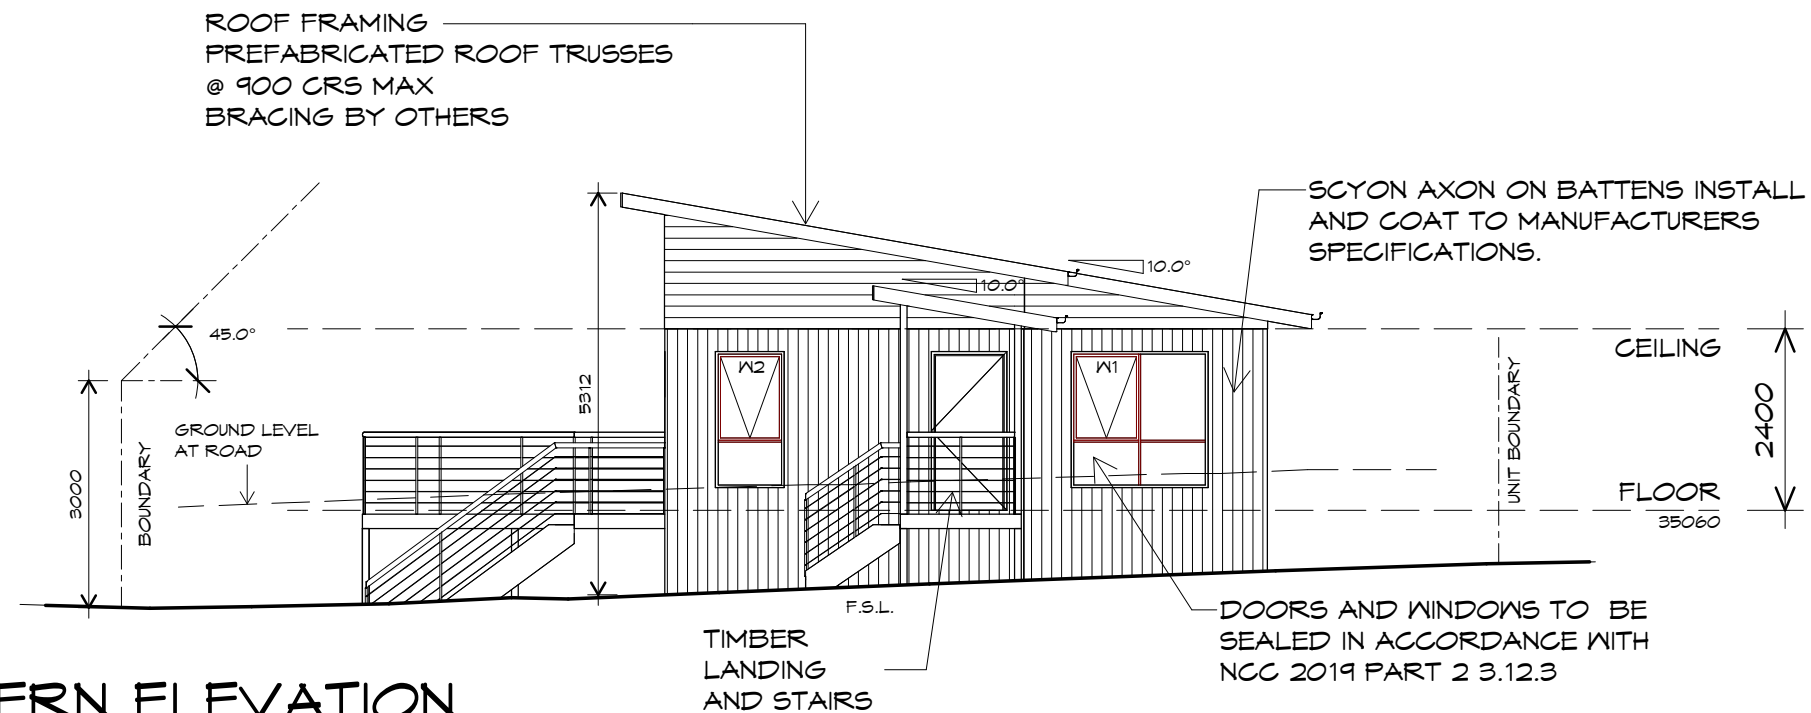 ROOF FRAMING
PREFABRICATED ROOF TRUSSES
@ 900 CRS MAX
BRACING BY OTHERS
SCYON AXON ON BATTENS INSTALL
AND COAT TO MANUFACTURERS
SPECIFICATIONS.
10.0°
10.0°
45.0°
CEILING
W2
W1
5312
2400
GROUND LEVEL
AT ROAD
BOUNDARY
3000
UNIT BOUNDARY
FLOOR
35060
F.S.L.
TIMBER
LANDING
AND STAIRS
DOORS AND WINDOWS TO BE
SEALED IN ACCORDANCE WITH
NCC 2019 PART 2 3.12.3
ERN ELEVATION